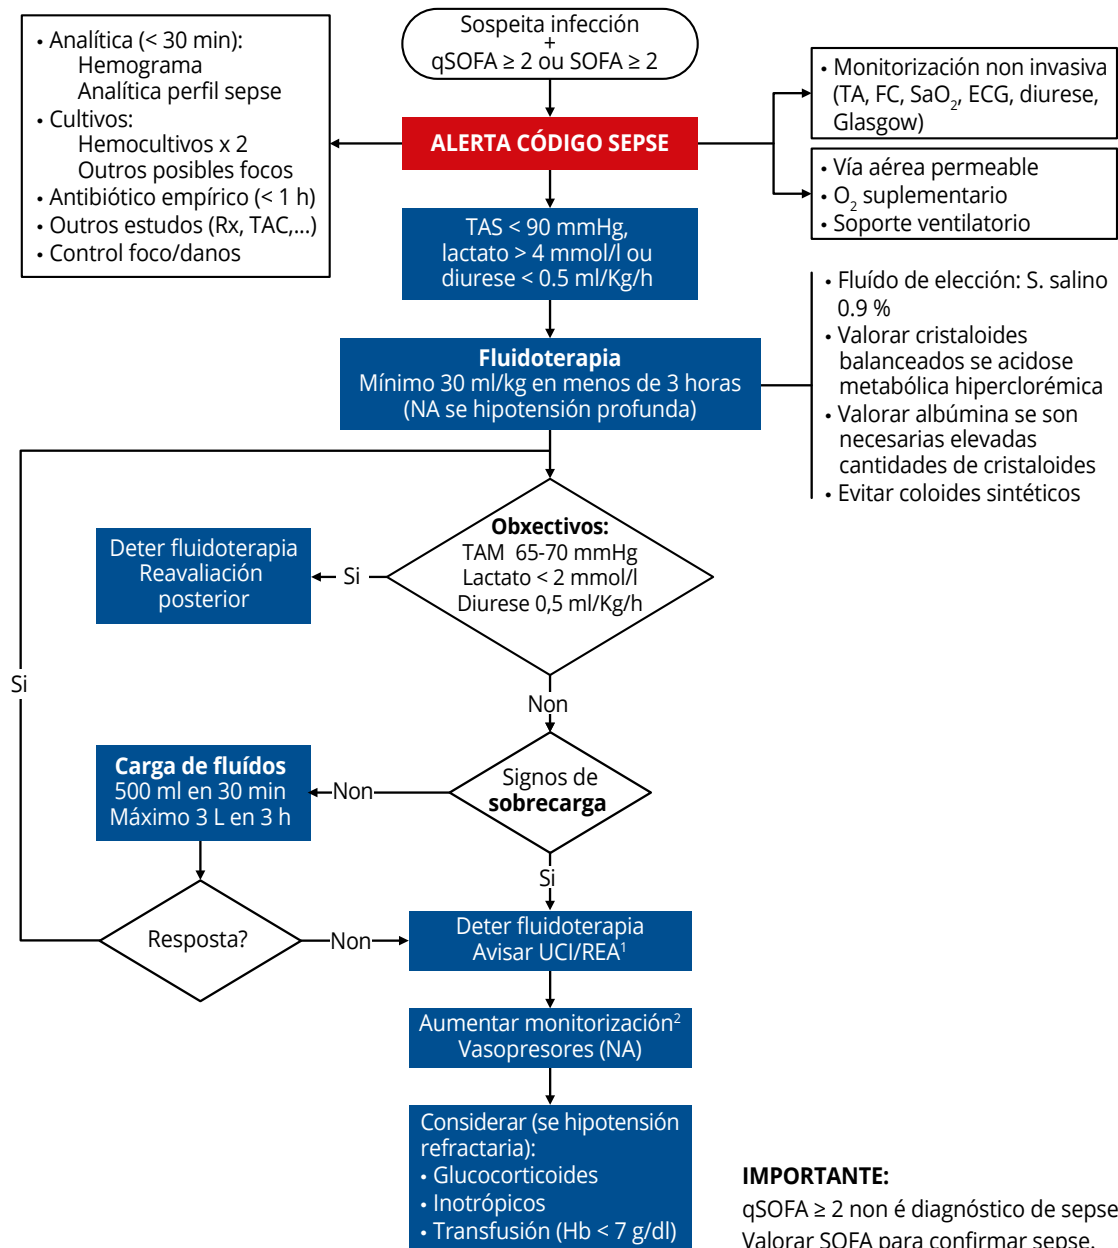 Sospeita infección
+
qSOFA ≥ 2 ou SOFA ≥ 2
• Analítica (< 30 min):
Hemograma
Analítica perfil sepse
• Cultivos:
Hemocultivos x 2
Outros posibles focos
• Antibiótico empírico (< 1 h)
• Outros estudos (Rx, TAC,...)
• Control foco/danos
ALERTA CÓDIGO SEPSE
• Monitorización non invasiva
(TA, FC, SaO₂, ECG, diurese,
Glasgow)
• Vía aérea permeable
• O₂ suplementario
• Soporte ventilatorio
TAS < 90 mmHg,
lactato > 4 mmol/l ou
diurese < 0.5 ml/Kg/h
Fluidoterapia
Mínimo 30 ml/kg en menos de 3 horas
(NA se hipotensión profunda)
• Fluído de elección: S. salino
0.9 %
• Valorar cristaloides
balanceados se acidose
metabólica hiperclorémica
• Valorar albúmina se son
necesarias elevadas
cantidades de cristaloides
• Evitar coloides sintéticos
Obxectivos:
TAM 65-70 mmHg
Lactato < 2 mmol/l
Diurese 0,5 ml/Kg/h
Si
Deter fluidoterapia
Reavaliación
posterior
Si
Non
Signos de
sobrecarga
Non
Carga de fluídos
500 ml en 30 min
Máximo 3 L en 3 h
Si
Resposta?
Non
Deter fluidoterapia
Avisar UCI/REA¹
Aumentar monitorización²
Vasopresores (NA)
Considerar (se hipotensión
refractaria):
• Glucocorticoides
• Inotrópicos
• Transfusión (Hb < 7 g/dl)
IMPORTANTE:
qSOFA ≥ 2 non é diagnóstico de sepse
Valorar SOFA para confirmar sepse.